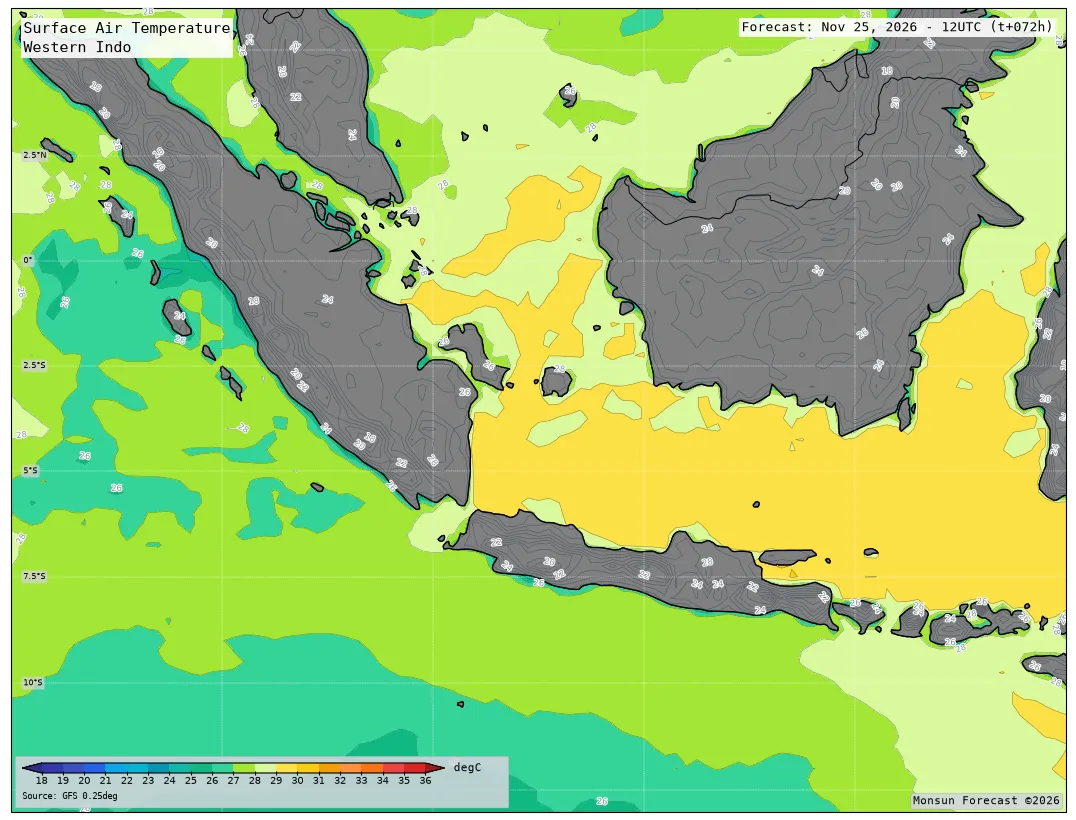 Surface Air Temperature
Western Indo
Forecast: Nov 25, 2026 - 12UTC (t+072h)
2.5°N
0°
2.5°S
5°S
7.5°S
10°S
18 19 20 21 22 23 24 25 26 27 28 29 30 31 32 33 34 35 36 degC
Source: GFS 0.25deg
Monsun Forecast ©2026